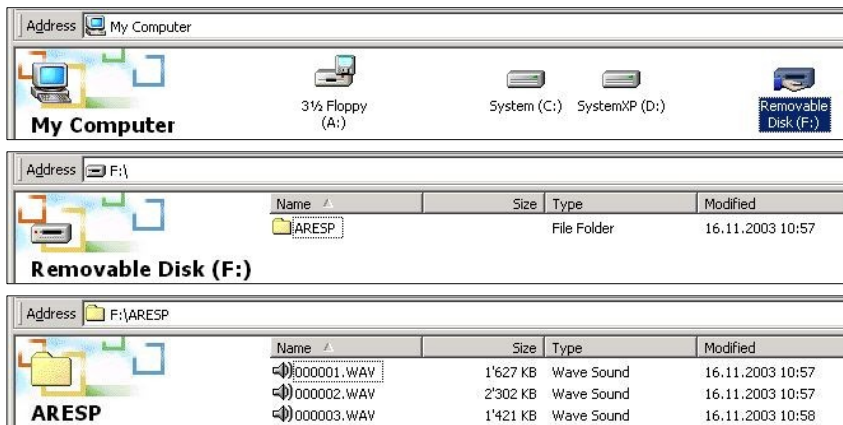 Address My Computer
My Computer
3½ Floppy (A:)
System (C:)
SystemXP (D:)
Removable Disk (F:)
Address F:\
Name Size Type Modified
ARESP File Folder 16.11.2003 10:57
Removable Disk (F:)
Address F:\ARESP
Name Size Type Modified
000001.WAV 1'627 KB Wave Sound 16.11.2003 10:57
000002.WAV 2'302 KB Wave Sound 16.11.2003 10:57
000003.WAV 1'421 KB Wave Sound 16.11.2003 10:58
ARESP